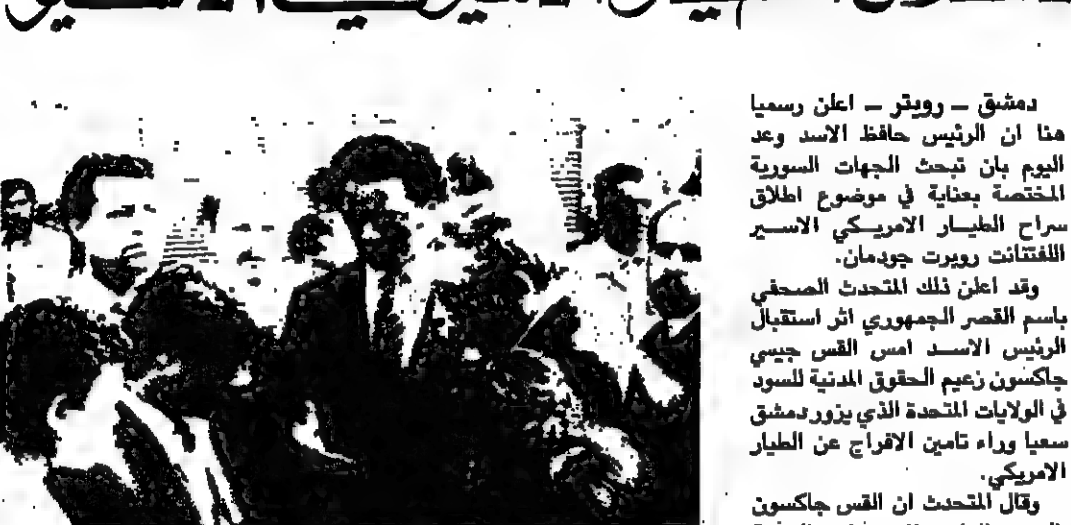 دمشق ــ رويتر ــ اعلن رسميا
هنا ان الرئيس حافظ الاسد وعد
اليوم بان تبحث الجهات السورية
المختصة بعناية في موضوع اطلاق
سراح الطيار الامريكي الاسير
اللفتنانت روبرت جودمان.
وقد اعلن ذلك المتحدث الصحفي
باسم القصر الجمهوري اثر استقبال
الرئيس الاسد امس القس جيسي
جاكسون زعيم الحقوق المدنية للسود
في الولايات المتحدة الذي يزور دمشق
سعيا وراء تامين الافراج عن الطيار
الامريكي.
وقال المتحدث ان القس جاكسون